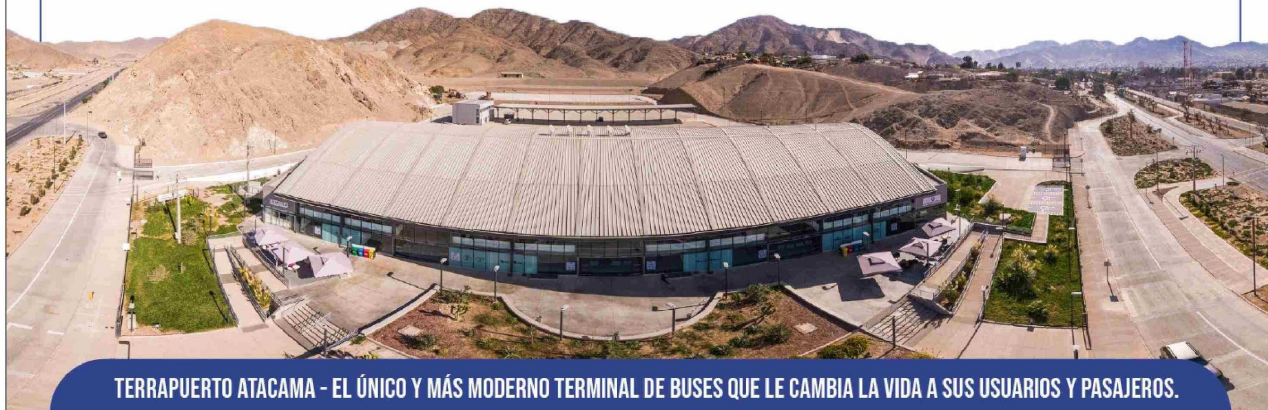 TERRAPUERTO ATACAMA - EL ÚNICO Y MÁS MODERNO TERMINAL DE BUSES QUE LE CAMBIA LA VIDA A SUS USUARIOS Y PASAJEROS.